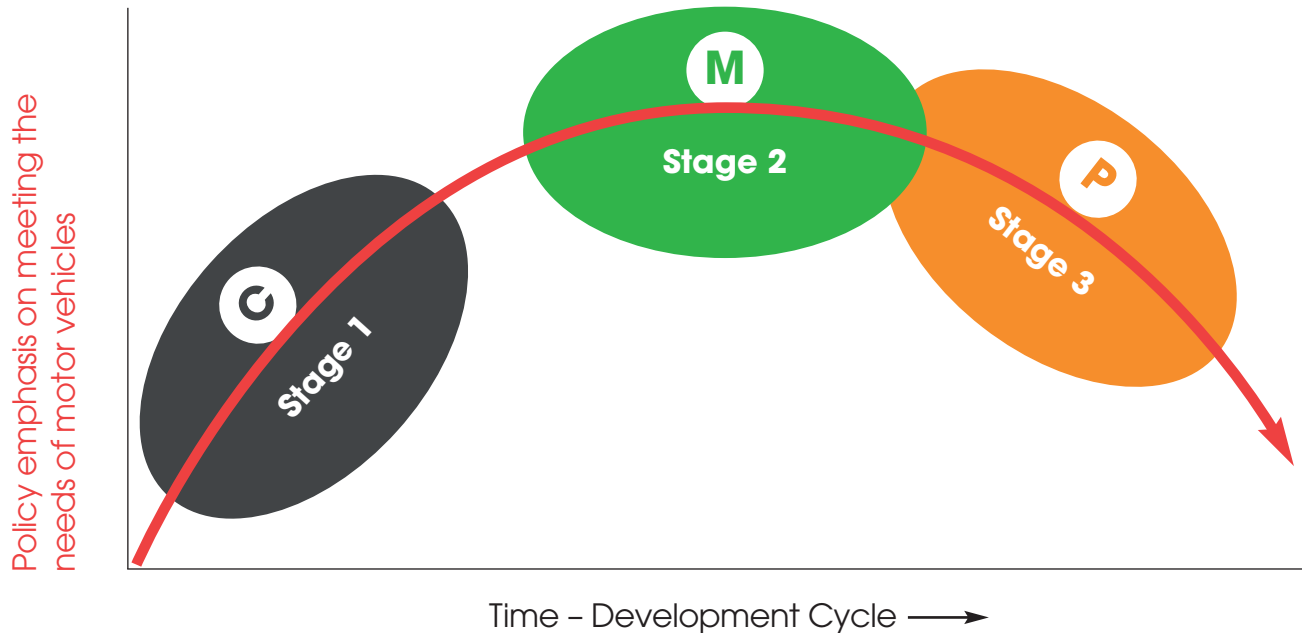 Policy emphasis on meeting the
needs of motor vehicles
C
Stage 1
M
Stage 2
P
Stage 3
Time – Development Cycle